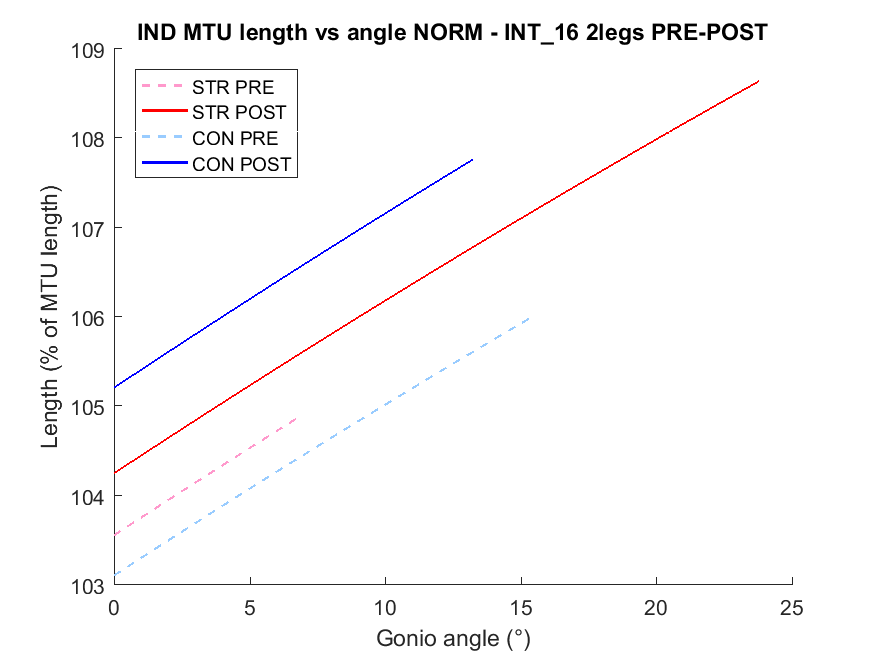 IND MTU length vs angle NORM - INT_16 2legs PRE-POST
109
108
107
106
105
104
103
Length (% of MTU length)
STR PRE
STR POST
CON PRE
CON POST
0 5 10 15 20 25
Gonio angle (°)